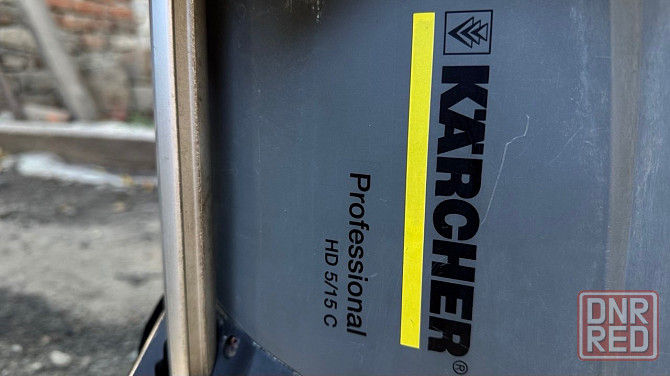 KÄRCHER®
Professional
HD 5/15 C
DNR
RED